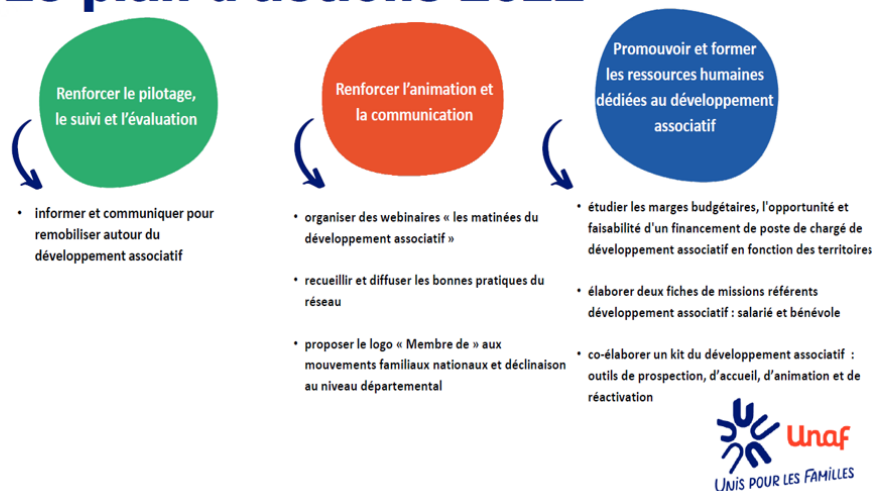 Le plan d'actions 2022
Renforcer le pilotage,
le suivi et l'évaluation
Renforcer l'animation et
la communication
Promouvoir et former
les ressources humaines
dédiées au développement
associatif
• informer et communiquer pour
remobiliser autour du
développement associatif
• organiser des webinaires « les matinées du
développement associatif »
• recueillir et diffuser les bonnes pratiques du
réseau
• proposer le logo « Membre de » aux
mouvements familiaux nationaux et déclinaison
au niveau départemental
• étudier les marges budgétaires, l'opportunité et
faisabilité d'un financement de poste de chargé de
développement associatif en fonction des territoires
• élaborer deux fiches de missions référents
développement associatif : salarié et bénévole
• co-élaborer un kit du développement associatif :
outils de prospection, d'accueil, d'animation et de
réactivation
Unaf
Unis pour les Familles